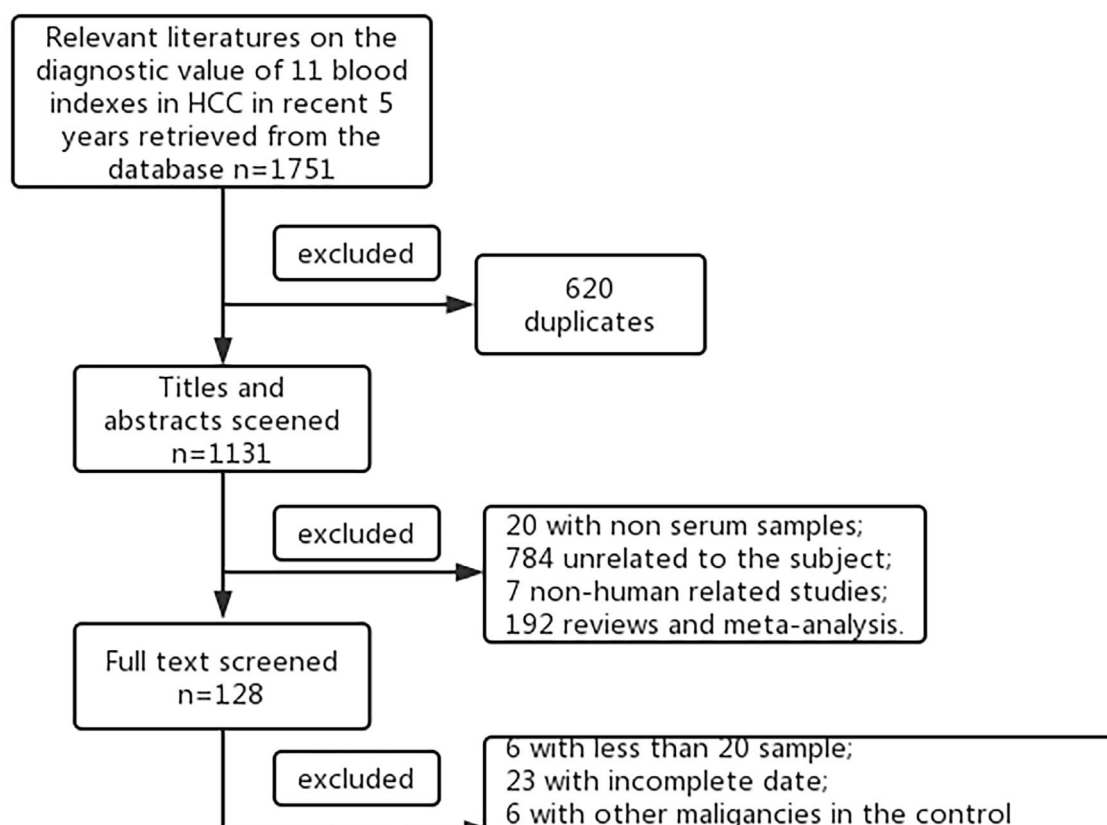 Relevant literatures on the
diagnostic value of 11 blood
indexes in HCC in recent 5
years retrieved from the
database n=1751
excluded
620
duplicates
Titles and
abstracts sceened
n=1131
excluded
20 with non serum samples;
784 unrelated to the subject;
7 non-human related studies;
192 reviews and meta-analysis.
Full text screened
n=128
excluded
6 with less than 20 sample;
23 with incomplete date;
6 with other maligancies in the control